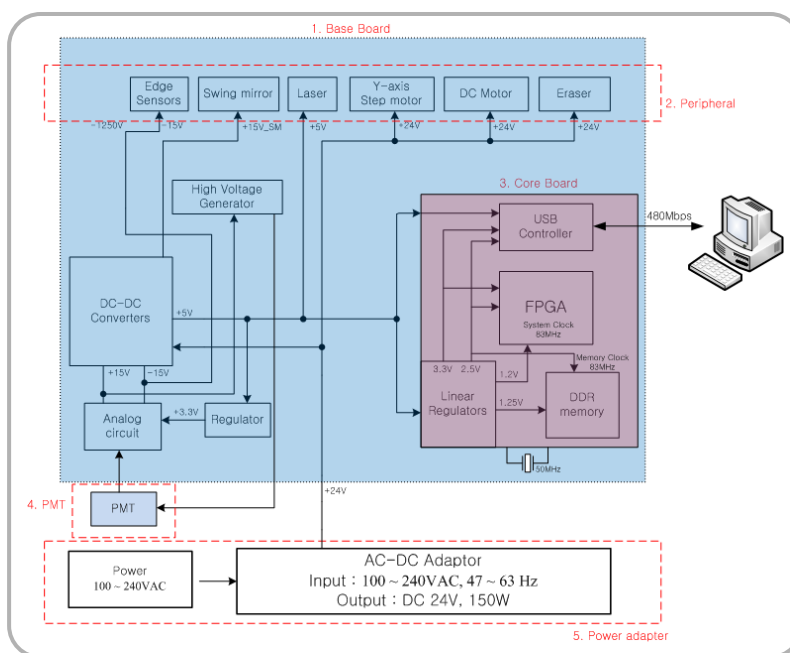 1. Base Board
Edge
Sensors
Swing mirror
Laser
Y-axis
Step motor
DC Motor
Eraser
2. Peripheral
-1250V
-15V
+15V_SM
+5V
+24V
+24V
+24V
High Voltage
Generator
3. Core Board
USB
Controller
480Mbps
DC-DC
Converters
+5V
FPGA
System Clock
63MHz
Memory Clock
83MHz
+15V
-15V
3.3V
2.5V
1.2V
Linear
Regulators
1.25V
DDR
memory
Analog
circuit
+3.3V
Regulator
50MHz
+24V
4. PMT
PMT
Power
100 ~ 240VAC
AC-DC Adaptor
Input : 100 ~ 240VAC, 47 ~ 63 Hz
Output : DC 24V, 150W
5. Power adapter